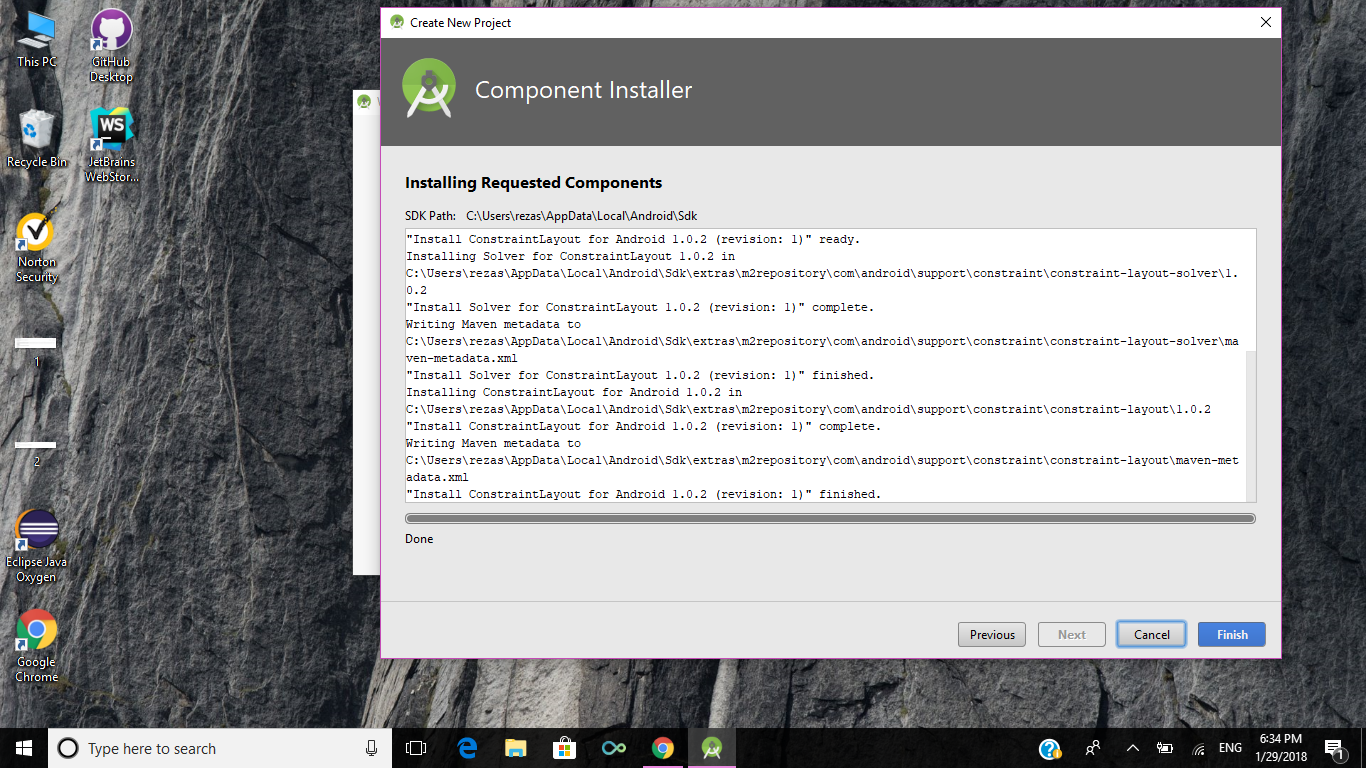 This PC
GitHub
Desktop
Recycle Bin
WS
JetBrains
WebStor...
Norton
Security
1
2
Eclipse Java
Oxygen
Google
Chrome
Create New Project
Component Installer
Installing Requested Components
SDK Path: C:\Users\rezas\AppData\Local\Android\Sdk
"Install ConstraintLayout for Android 1.0.2 (revision: 1)" ready.
Installing Solver for ConstraintLayout 1.0.2 in
C:\Users\rezas\AppData\Local\Android\Sdk\extras\m2repository\com\android\support\constraint\constraint-layout-solver\1.
0.2
"Install Solver for ConstraintLayout 1.0.2 (revision: 1)" complete.
Writing Maven metadata to
C:\Users\rezas\AppData\Local\Android\Sdk\extras\m2repository\com\android\support\constraint\constraint-layout-solver\ma
ven-metadata.xml
"Install Solver for ConstraintLayout 1.0.2 (revision: 1)" finished.
Installing ConstraintLayout for Android 1.0.2 in
C:\Users\rezas\AppData\Local\Android\Sdk\extras\m2repository\com\android\support\constraint\constraint-layout\1.0.2
"Install ConstraintLayout for Android 1.0.2 (revision: 1)" complete.
Writing Maven metadata to
C:\Users\rezas\AppData\Local\Android\Sdk\extras\m2repository\com\android\support\constraint\constraint-layout\maven-met
adata.xml
"Install ConstraintLayout for Android 1.0.2 (revision: 1)" finished.
Done
Previous Next Cancel Finish
Type here to search
ENG
6:34 PM
1/29/2018
1